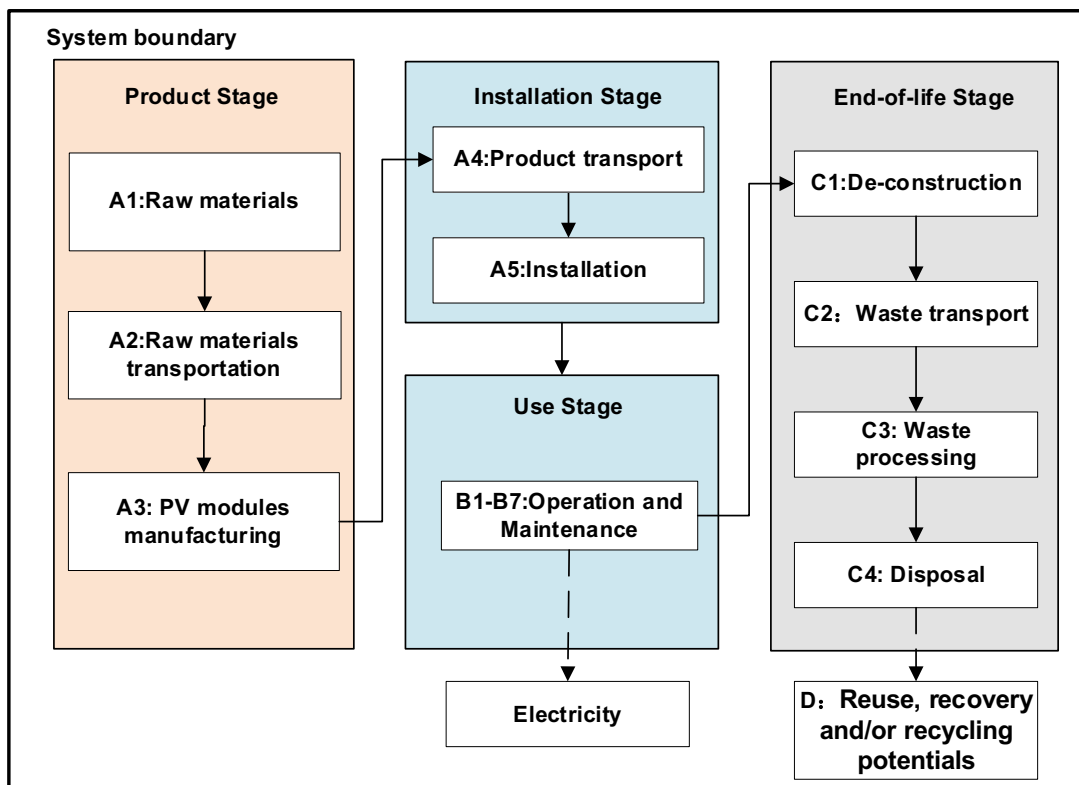 System boundary
Product Stage
A1:Raw materials
A2:Raw materials
transportation
A3: PV modules
manufacturing
Installation Stage
A4:Product transport
A5:Installation
Use Stage
B1-B7:Operation and
Maintenance
Electricity
End-of-life Stage
C1:De-construction
C2：Waste transport
C3: Waste
processing
C4: Disposal
D：Reuse, recovery
and/or recycling
potentials